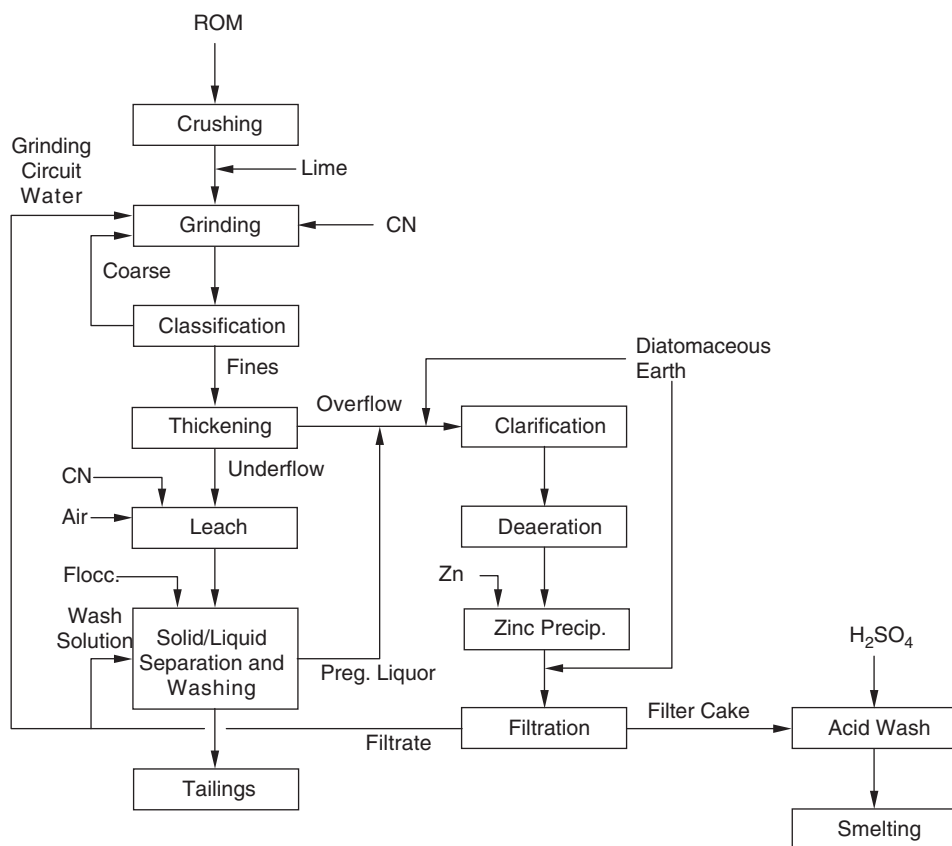 ROM
Crushing
Grinding
Circuit
Water
Lime
Grinding
CN
Coarse
Classification
Fines
Diatomaceous
Earth
Overflow
Thickening
Clarification
Underflow
CN
Air
Leach
Deaeration
Flocc.
Zn
Wash
Solution
Solid/Liquid
Separation and
Washing
Zinc Precip.
H₂SO₄
Preg. Liquor
Filter Cake
Filtrate
Filtration
Acid Wash
Tailings
Smelting